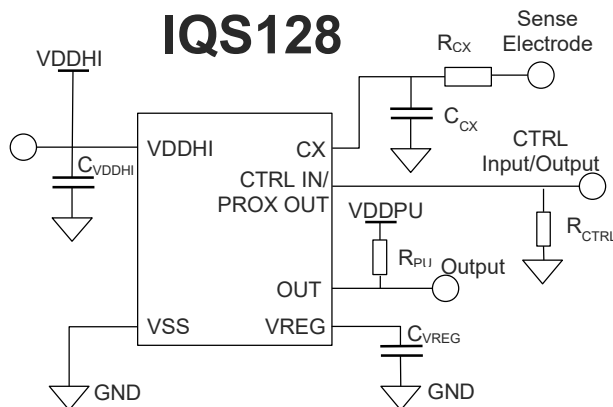 IQS128
Sense
Electrode
RCX
VDDHI
CCX
CTRL
Input/Output
VDDHI
CX
CVDDHI
CTRL IN/
PROX OUT
VDDPU
RCTRL
RPU
Output
OUT
VSS
VREG
CVREG
GND
GND